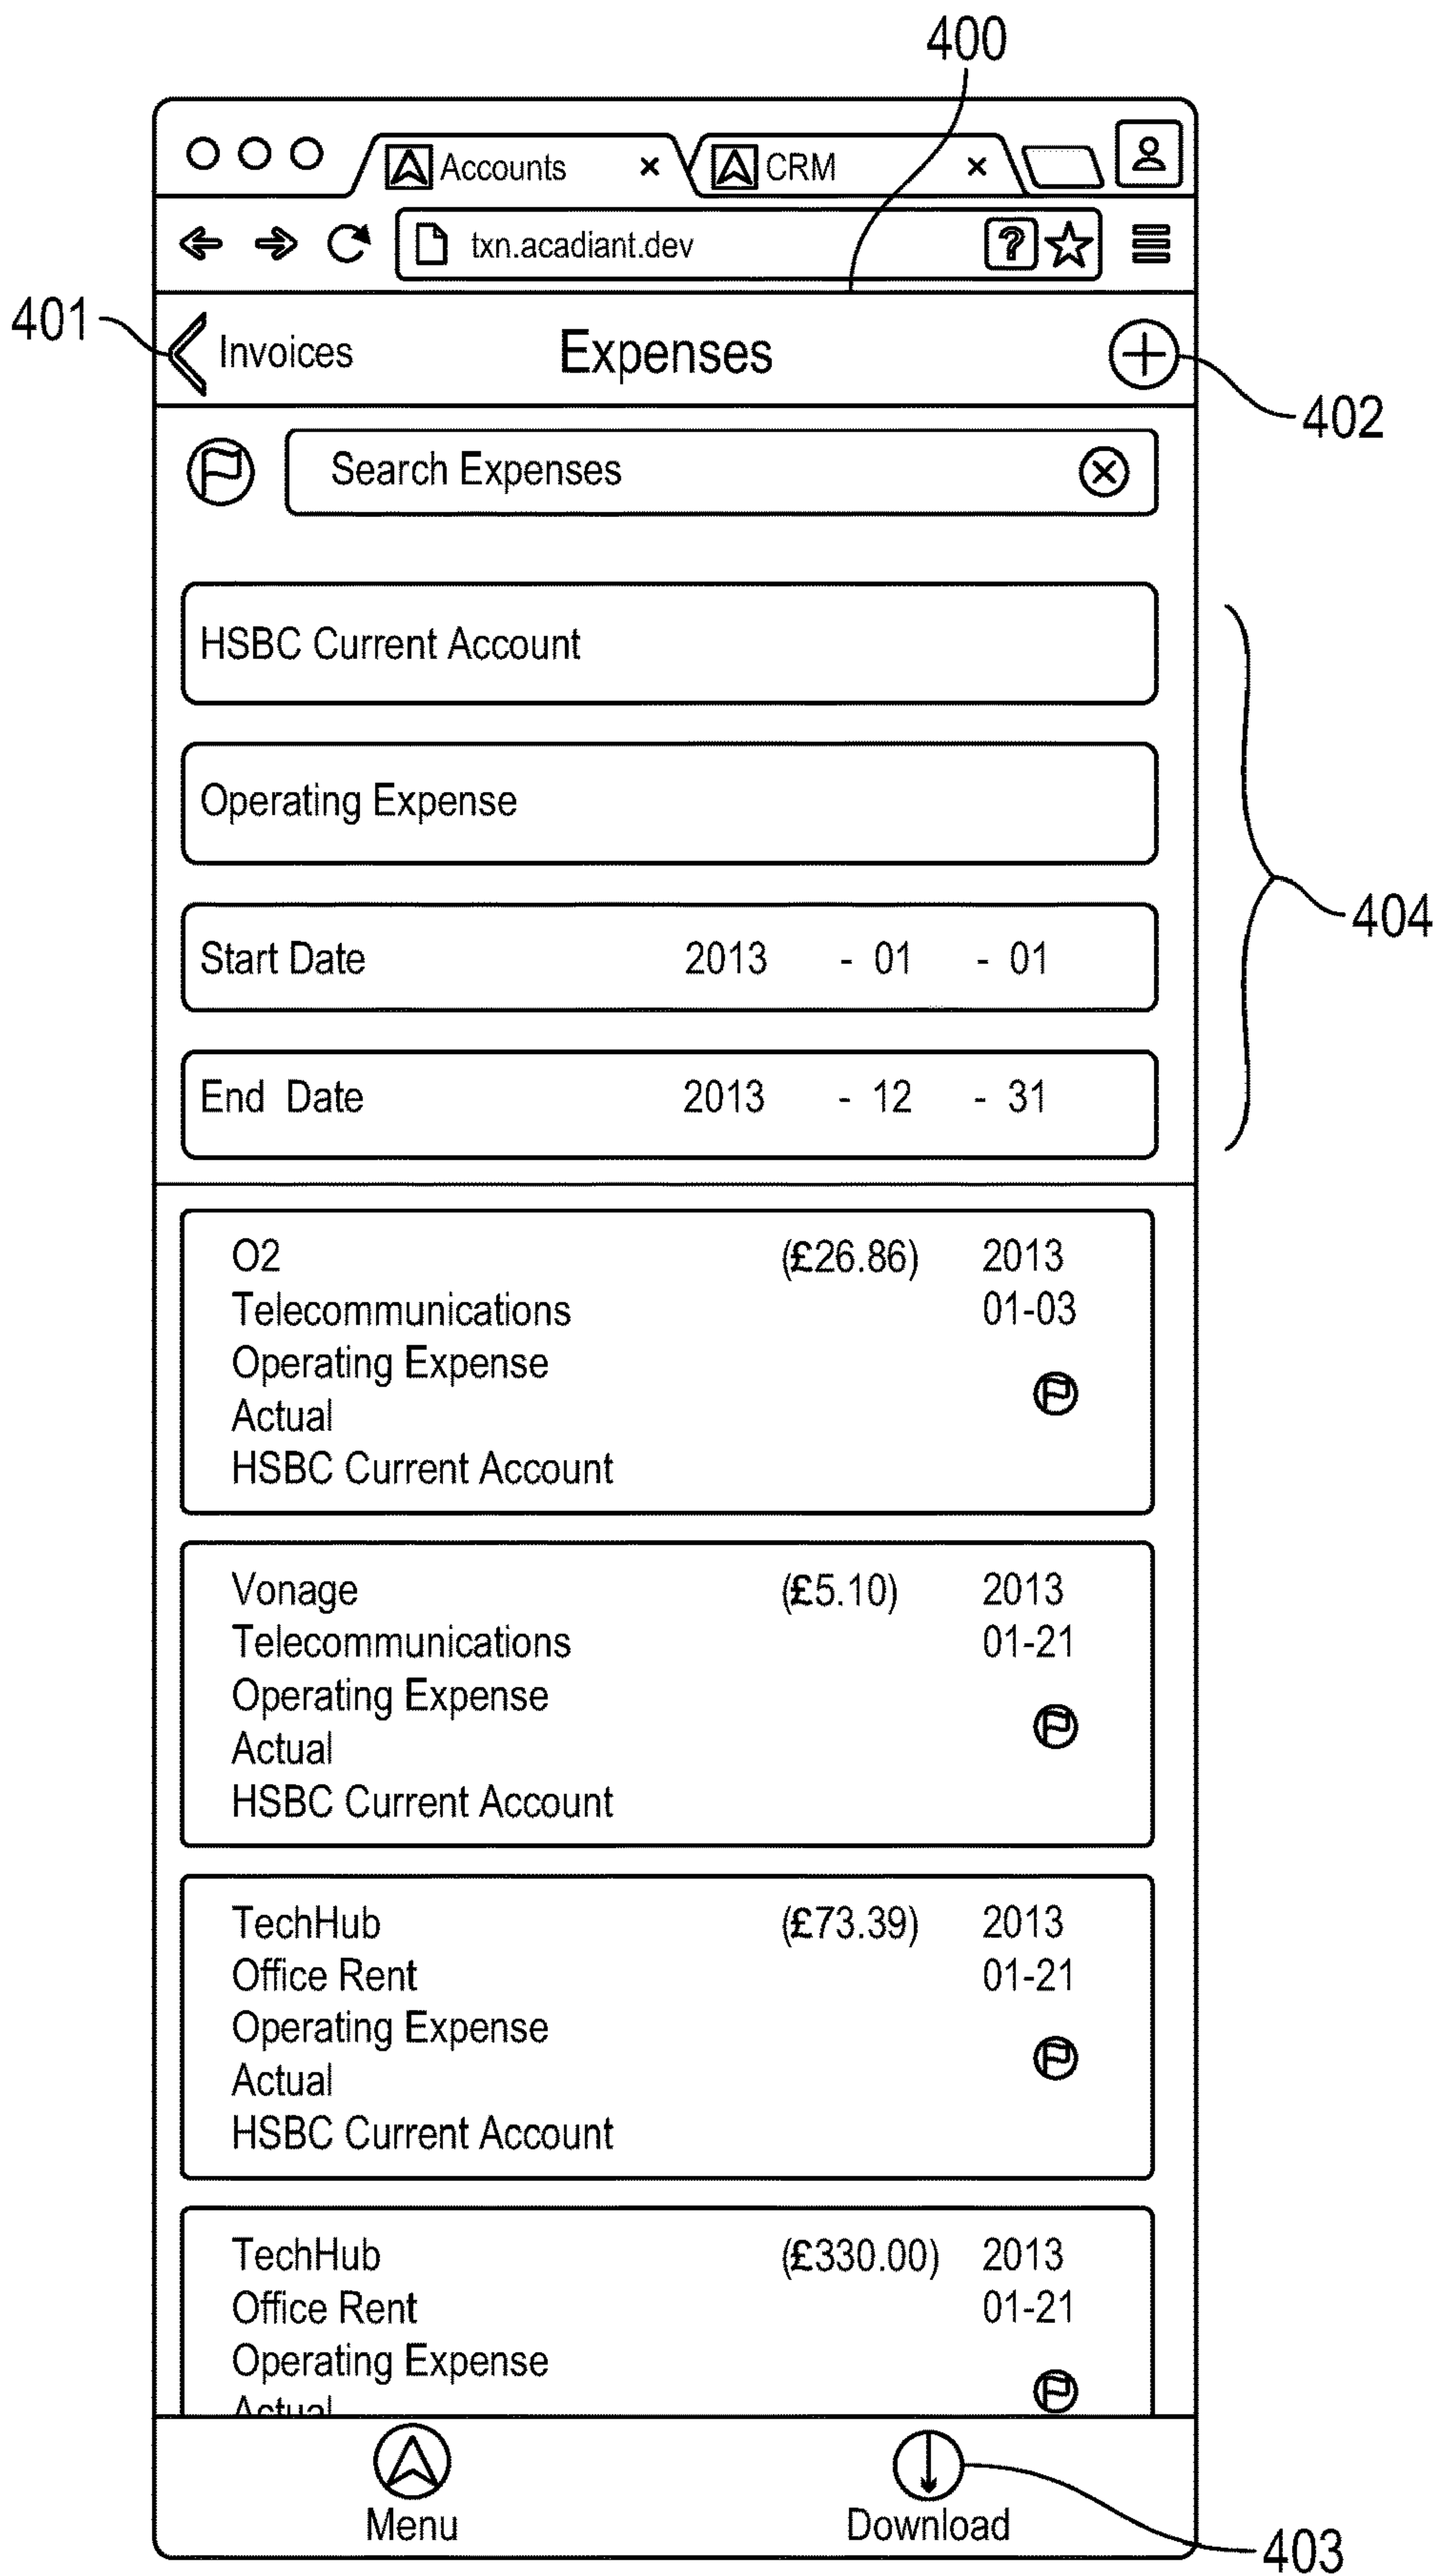 400
Accounts × CRM ×
txn.acadiant.dev ?
401
Invoices Expenses +
402
Search Expenses
HSBC Current Account
Operating Expense
404
Start Date 2013 - 01 - 01
End Date 2013 - 12 - 31
O2 (£26.86) 2013
Telecommunications 01-03
Operating Expense
Actual
HSBC Current Account
Vonage (£5.10) 2013
Telecommunications 01-21
Operating Expense
Actual
HSBC Current Account
TechHub (£73.39) 2013
Office Rent 01-21
Operating Expense
Actual
HSBC Current Account
TechHub (£330.00) 2013
Office Rent 01-21
Operating Expense
Actual
Menu Download
403